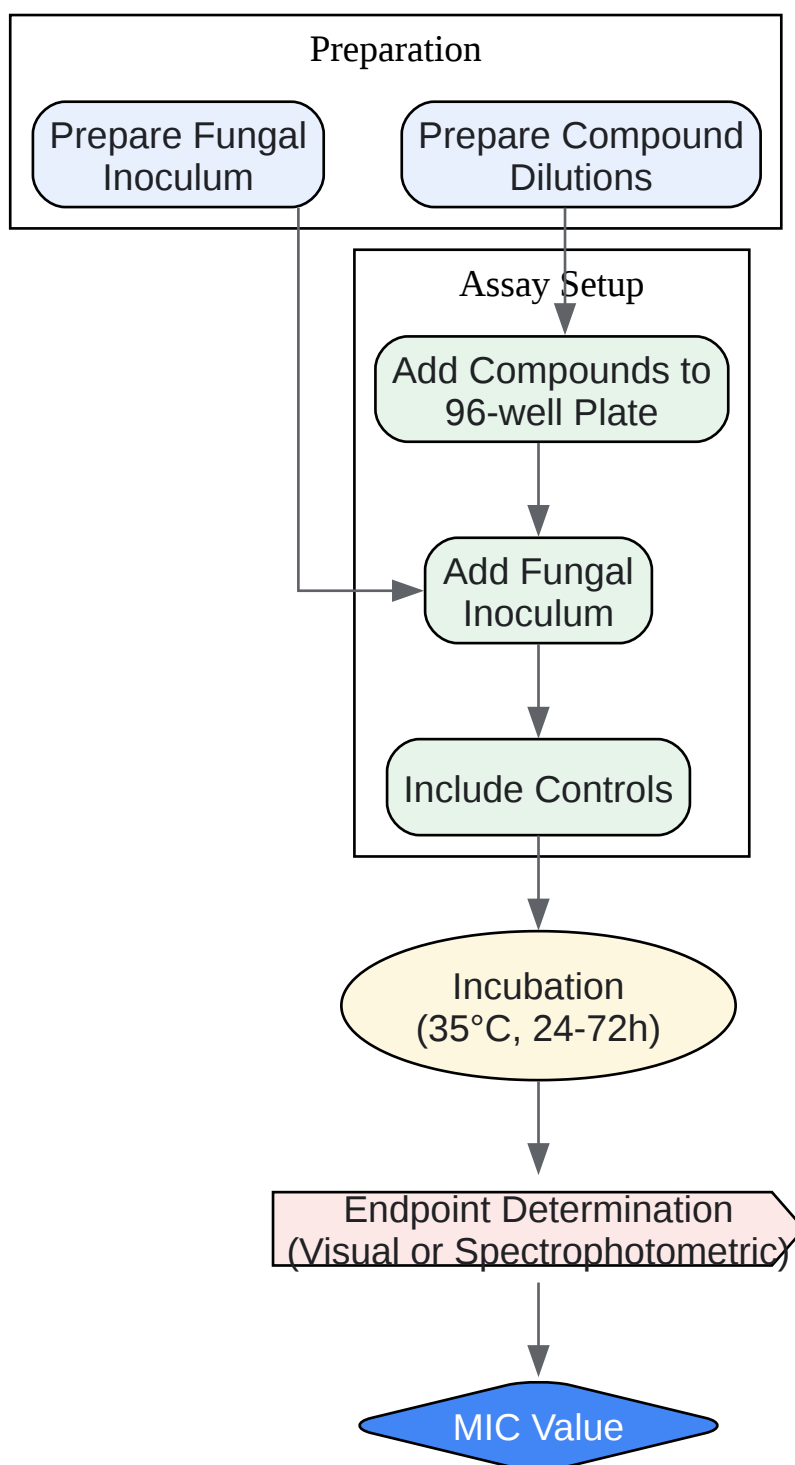 Preparation
Prepare Fungal
Inoculum
Prepare Compound
Dilutions
Assay Setup
Add Compounds to
96-well Plate
Add Fungal
Inoculum
Include Controls
Incubation
(35°C, 24-72h)
Endpoint Determination
(Visual or Spectrophotometric)
MIC Value